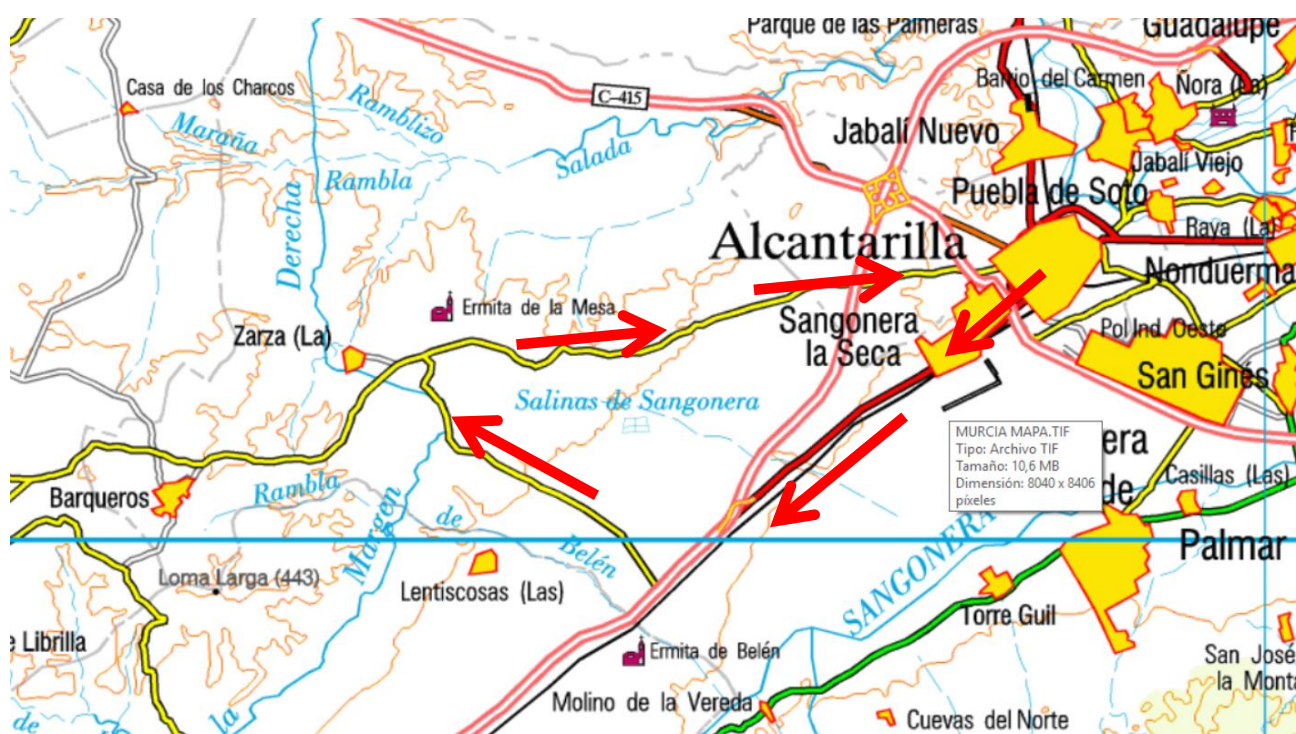 Parque de las Palmeras
Guadalupe
Casa de los Charcos
C-415
Barrio del Carmen
Ñora (La)
Maraña
Ramblizo
Jabalí Nuevo
Salada
Jabalí Viejo
Rambla
Derecha
Puebla de Soto
Raya (La)
Alcantarilla
Nonduerma
Ermita de la Mesa
Zarza (La)
Sangonera
la Seca
Pol Ind Oeste
San Ginés
Salinas de Sangonera
MURCIA MAPA.TIF
Tipo: Archivo TIF
Tamaño: 10,6 MB
Dimensión: 8040 x 8406
píxeles
era
de
Casillas (Las)
Barqueros
Rambla
de
Belén
Margen
SANGONERA
Palmar
Loma Larga (443)
Lentiscosas (Las)
Torre Guil
e Librilla
Ermita de Belén
San José
la Monta
Molino de la Vereda
Cuevas del Norte
de
la